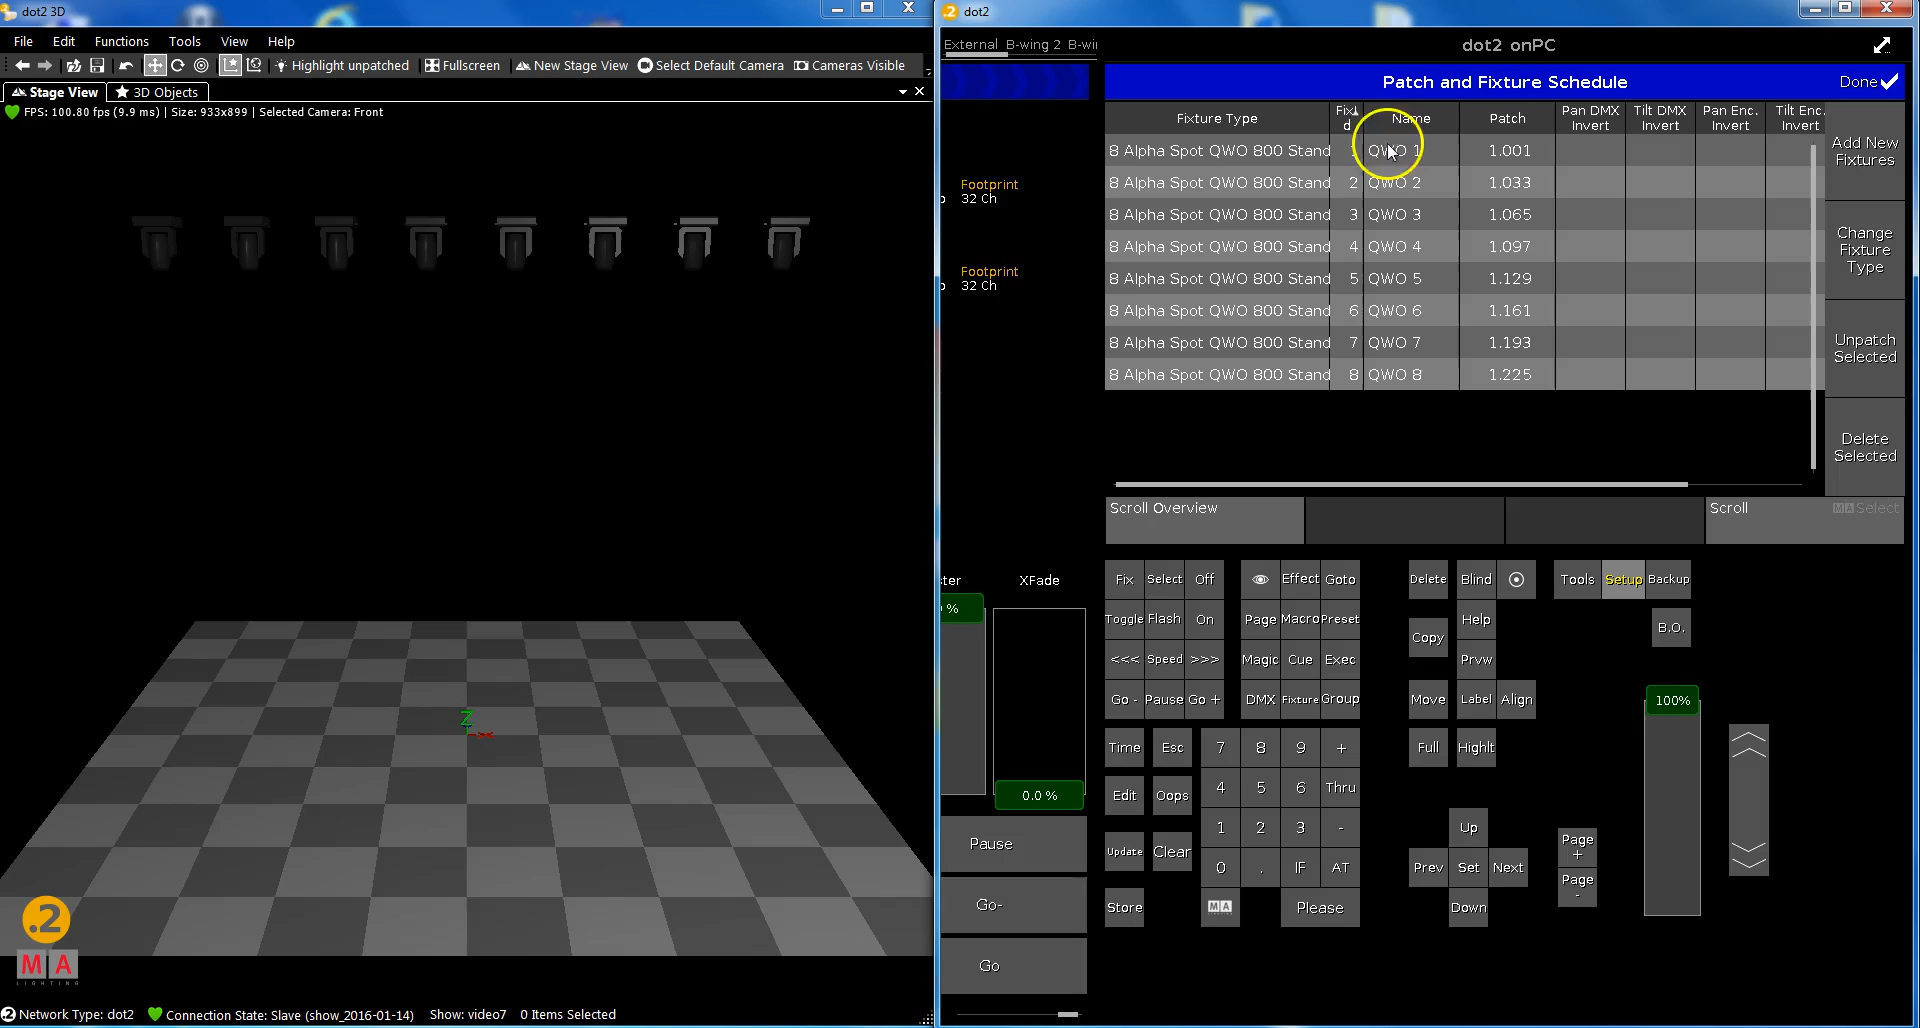 dot2 3D
File Edit Functions Tools View Help
Highlight unpatched Fullscreen New Stage View Select Default Camera Cameras Visible
Stage View 3D Objects
FPS: 100.80 fps (9.9 ms) | Size: 933x899 | Selected Camera: Front
Z
X
.2
MA
LIGHTING
Network Type: dot2 Connection State: Slave (show_2016-01-14) Show: video7 0 Items Selected
dot2
External B-wing 2 B-wi
dot2 onPC
Patch and Fixture Schedule
Done
Fixture Type Name Patch Pan DMX Invert Tilt DMX Invert Pan Enc. Invert Tilt Enc. Invert
8 Alpha Spot QWO 800 Stand 1 QWO 1 1.001
8 Alpha Spot QWO 800 Stand 2 QWO 2 1.033
8 Alpha Spot QWO 800 Stand 3 QWO 3 1.065
8 Alpha Spot QWO 800 Stand 4 QWO 4 1.097
8 Alpha Spot QWO 800 Stand 5 QWO 5 1.129
8 Alpha Spot QWO 800 Stand 6 QWO 6 1.161
8 Alpha Spot QWO 800 Stand 7 QWO 7 1.193
8 Alpha Spot QWO 800 Stand 8 QWO 8 1.225
Add New
Fixtures
Change
Fixture
Type
Unpatch
Selected
Delete
Selected
Footprint
32 Ch
Footprint
32 Ch
Scroll Overview
Scroll MA Select
ster XFade
%
0.0 %
Pause
Go-
Go
Fix Select Off Effect Goto Delete Blind Tools Setup Backup
Toggle Flash On Page Macro Preset Copy Help B.O.
<<< Speed >>> Magic Cue Exec Prvw
Go - Pause Go + DMX Fixture Group Move Label Align
100%
Time Esc 7 8 9 + Full Highlt
Edit Oops 4 5 6 Thru
Update Clear 1 2 3 - Up
0 . IF AT Prev Set Next
Store MA Please Down
Page
+
Page
-